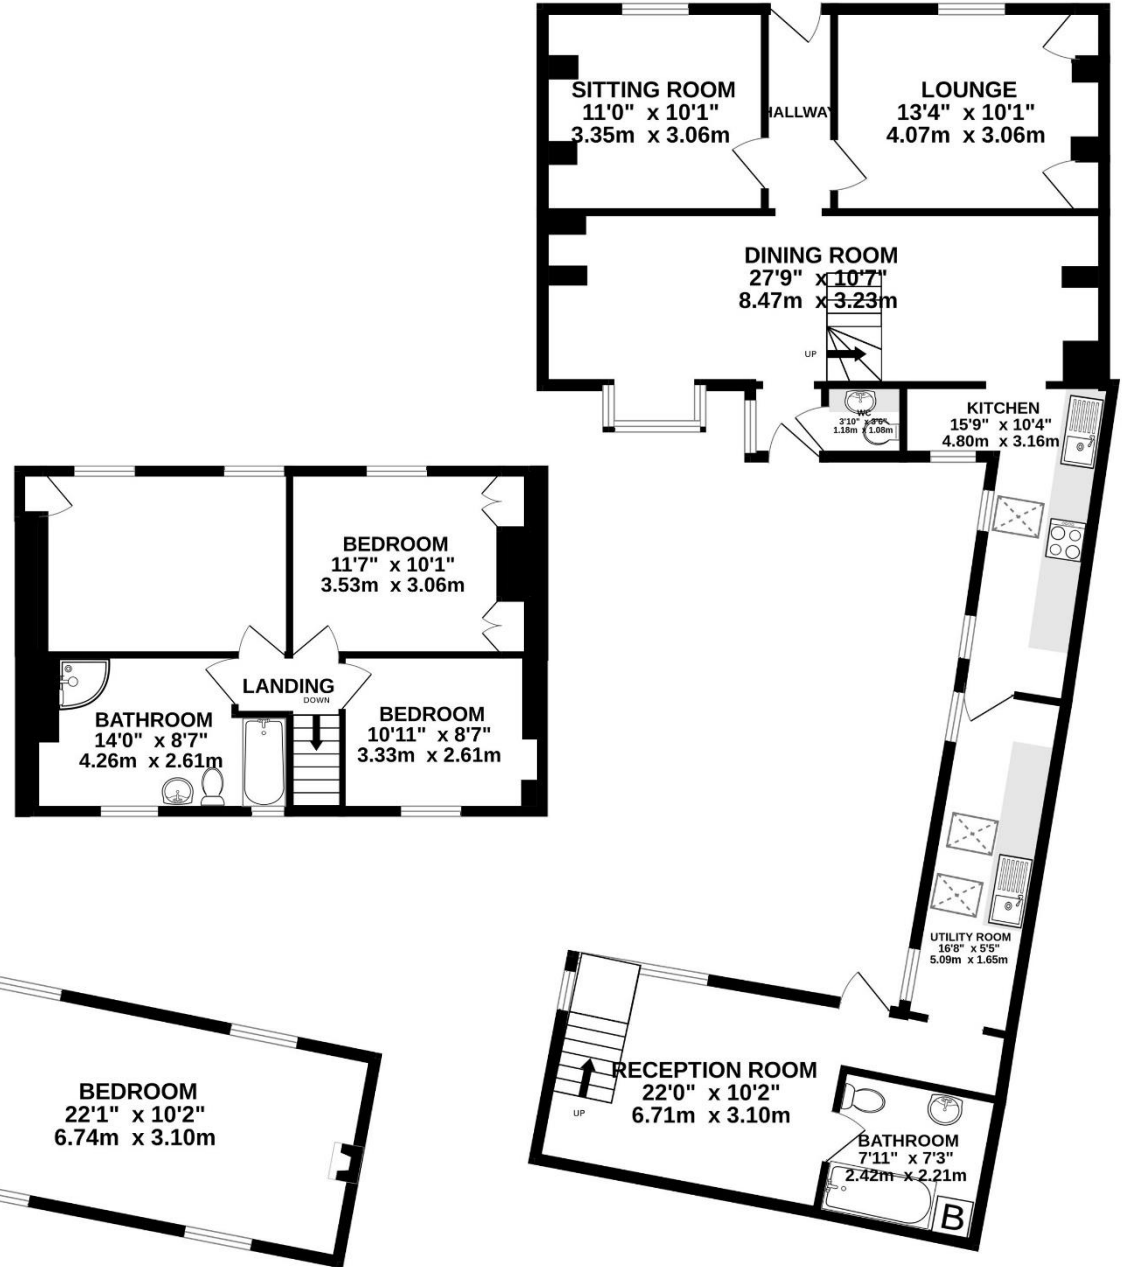 SITTING ROOM
11'0" x 10'1"
3.35m x 3.06m
HALLWAY
LOUNGE
13'4" x 10'1"
4.07m x 3.06m
DINING ROOM
27'9" x 10'7"
8.47m x 3.23m
UP
WC
3'10" x 3'6"
1.18m x 1.08m
KITCHEN
15'9" x 10'4"
4.80m x 3.16m
BEDROOM
11'7" x 10'1"
3.53m x 3.06m
LANDING
DOWN
BATHROOM
14'0" x 8'7"
4.26m x 2.61m
BEDROOM
10'11" x 8'7"
3.33m x 2.61m
UTILITY ROOM
16'8" x 5'5"
5.09m x 1.65m
BEDROOM
22'1" x 10'2"
6.74m x 3.10m
RECEPTION ROOM
22'0" x 10'2"
6.71m x 3.10m
UP
BATHROOM
7'11" x 7'3"
2.42m x 2.21m
B